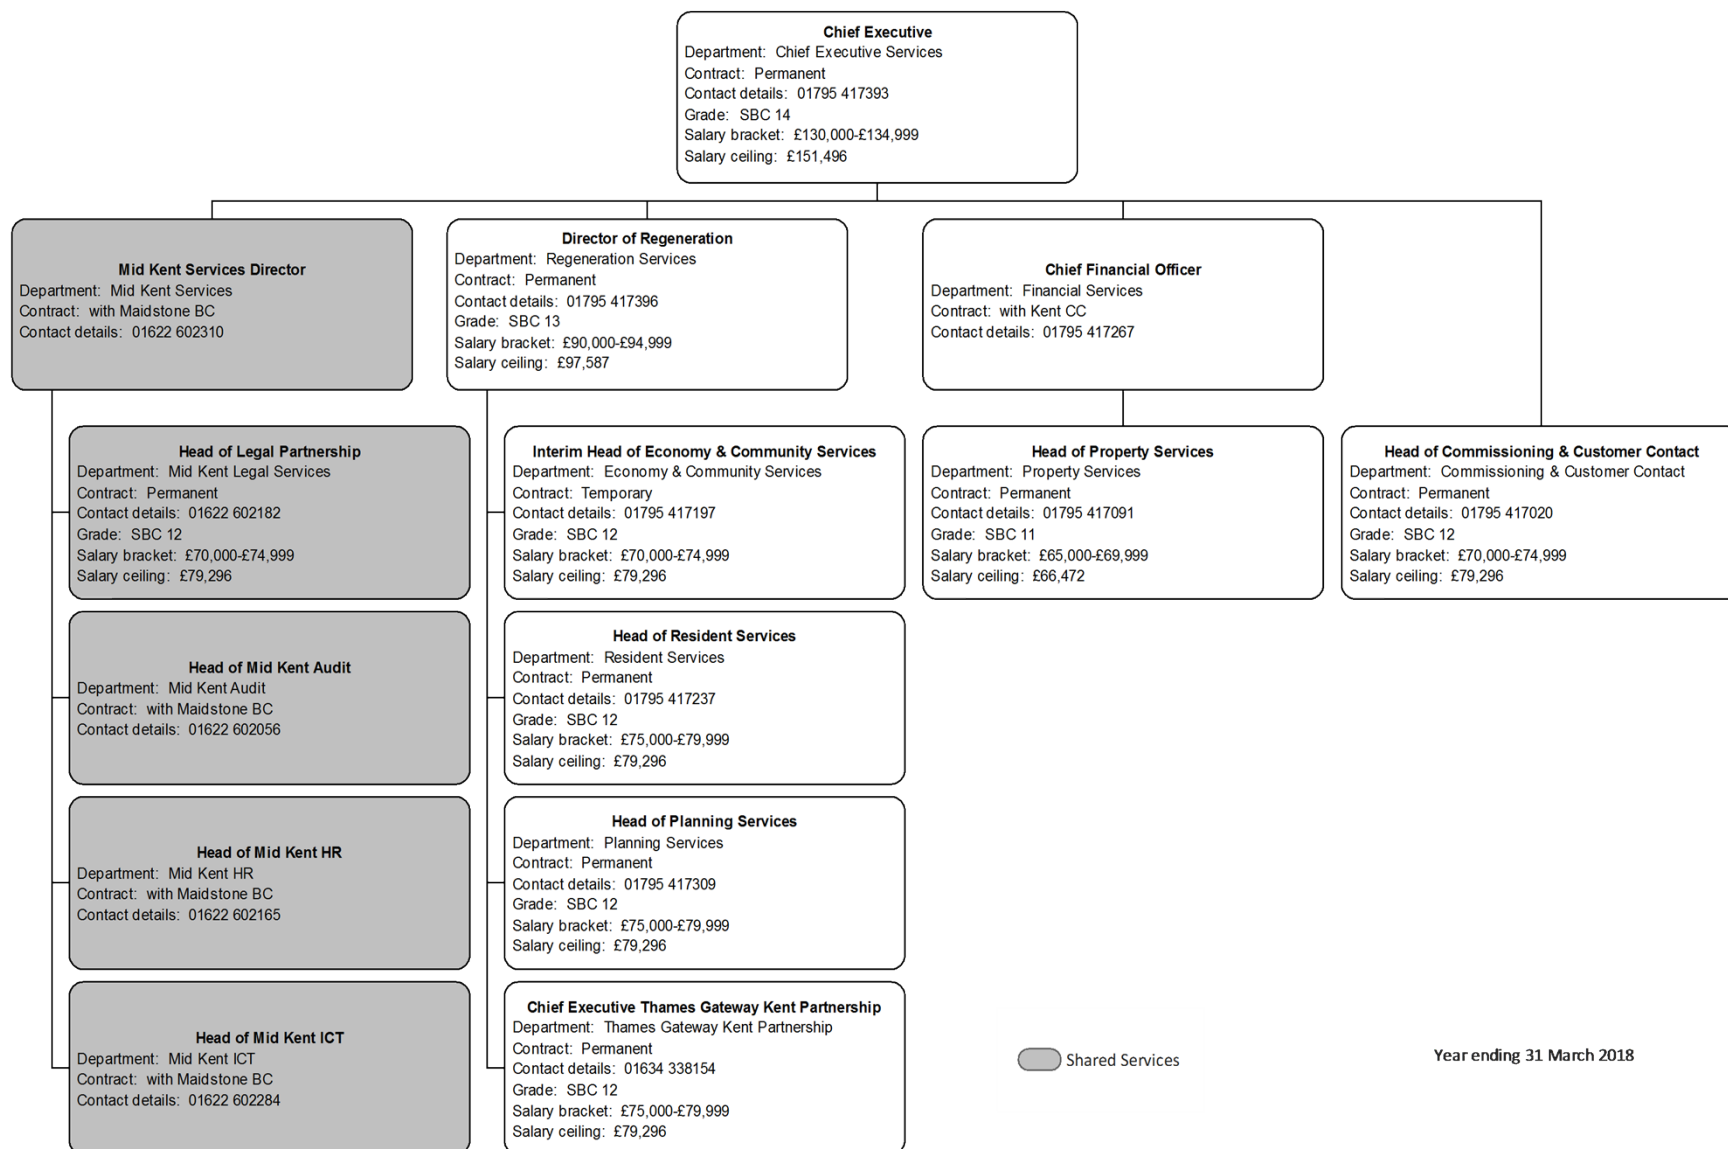 Chief Executive
Department: Chief Executive Services
Contract: Permanent
Contact details: 01795 417393
Grade: SBC 14
Salary bracket: £130,000-£134,999
Salary ceiling: £151,496
Mid Kent Services Director
Department: Mid Kent Services
Contract: with Maidstone BC
Contact details: 01622 602310
Director of Regeneration
Department: Regeneration Services
Contract: Permanent
Contact details: 01795 417396
Grade: SBC 13
Salary bracket: £90,000-£94,999
Salary ceiling: £97,587
Chief Financial Officer
Department: Financial Services
Contract: with Kent CC
Contact details: 01795 417267
Head of Legal Partnership
Department: Mid Kent Legal Services
Contract: Permanent
Contact details: 01622 602182
Grade: SBC 12
Salary bracket: £70,000-£74,999
Salary ceiling: £79,296
Interim Head of Economy & Community Services
Department: Economy & Community Services
Contract: Temporary
Contact details: 01795 417197
Grade: SBC 12
Salary bracket: £70,000-£74,999
Salary ceiling: £79,296
Head of Property Services
Department: Property Services
Contract: Permanent
Contact details: 01795 417091
Grade: SBC 11
Salary bracket: £65,000-£69,999
Salary ceiling: £66,472
Head of Commissioning & Customer Contact
Department: Commissioning & Customer Contact
Contract: Permanent
Contact details: 01795 417020
Grade: SBC 12
Salary bracket: £70,000-£74,999
Salary ceiling: £79,296
Head of Mid Kent Audit
Department: Mid Kent Audit
Contract: with Maidstone BC
Contact details: 01622 602056
Head of Resident Services
Department: Resident Services
Contract: Permanent
Contact details: 01795 417237
Grade: SBC 12
Salary bracket: £75,000-£79,999
Salary ceiling: £79,296
Head of Mid Kent HR
Department: Mid Kent HR
Contract: with Maidstone BC
Contact details: 01622 602165
Head of Planning Services
Department: Planning Services
Contract: Permanent
Contact details: 01795 417309
Grade: SBC 12
Salary bracket: £75,000-£79,999
Salary ceiling: £79,296
Head of Mid Kent ICT
Department: Mid Kent ICT
Contract: with Maidstone BC
Contact details: 01622 602284
Chief Executive Thames Gateway Kent Partnership
Department: Thames Gateway Kent Partnership
Contract: Permanent
Contact details: 01634 338154
Grade: SBC 12
Salary bracket: £75,000-£79,999
Salary ceiling: £79,296
Shared Services
Year ending 31 March 2018